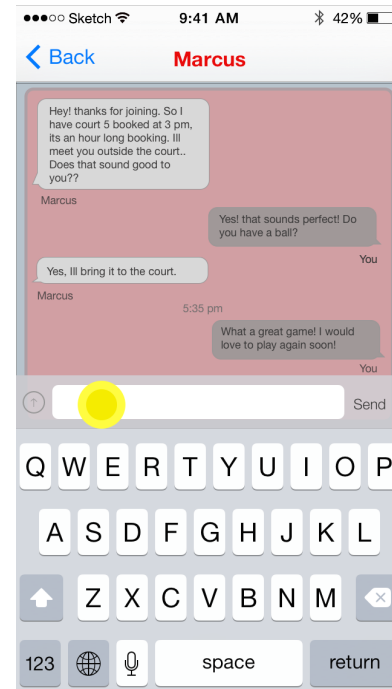 Sketch 9:41 AM 42%
Back Marcus
Hey! thanks for joining. So I
have court 5 booked at 3 pm,
its an hour long booking. Ill
meet you outside the court..
Does that sound good to
you??
Marcus
Yes! that sounds perfect! Do
you have a ball?
You
Yes, Ill bring it to the court.
Marcus
5:35 pm
What a great game! I would
love to play again soon!
You
Send
Q W E R T Y U I O P
A S D F G H J K L
Z X C V B N M
123 space return